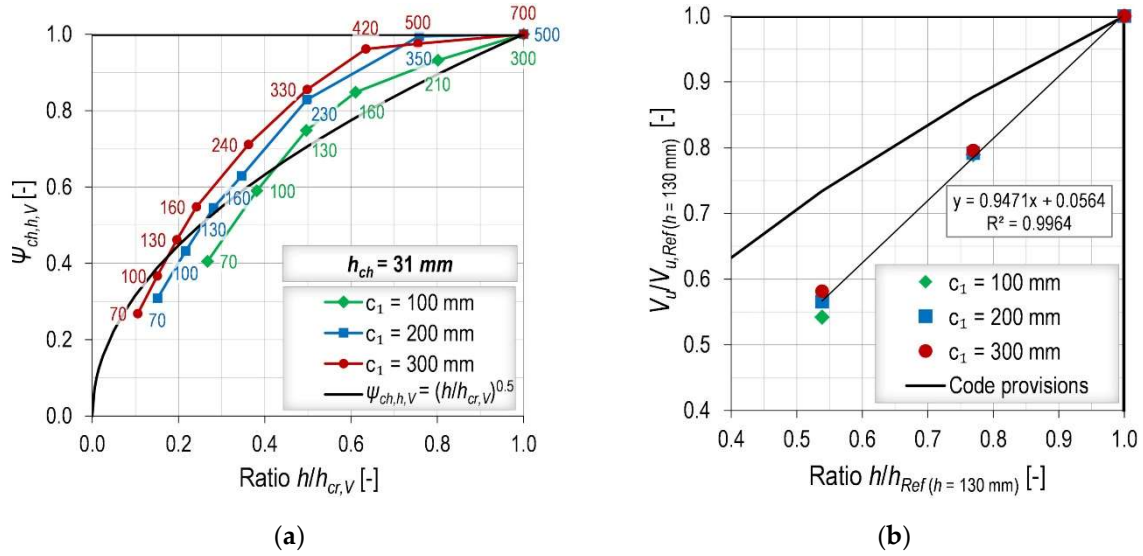 700
420
500
330
350
500
300
240
230
210
160
160
130
130
160
100
130
100
100
70
70
70
1.0
0.8
0.6
0.4
0.2
0.0
ψch,h,V [-]
0.0 0.2 0.4 0.6 0.8 1.0
Ratio h/hcr,V [-]
hch = 31 mm
c1 = 100 mm
c1 = 200 mm
c1 = 300 mm
ψch,h,V = (h/hcr,V)0.5
(a)
1.0
0.9
0.8
0.7
0.6
0.5
0.4
Vu/Vu,Ref (h = 130 mm) [-]
0.4 0.5 0.6 0.7 0.8 0.9 1.0
Ratio h/hRef (h = 130 mm) [-]
y = 0.9471x + 0.0564
R² = 0.9964
c1 = 100 mm
c1 = 200 mm
c1 = 300 mm
Code provisions
(b)